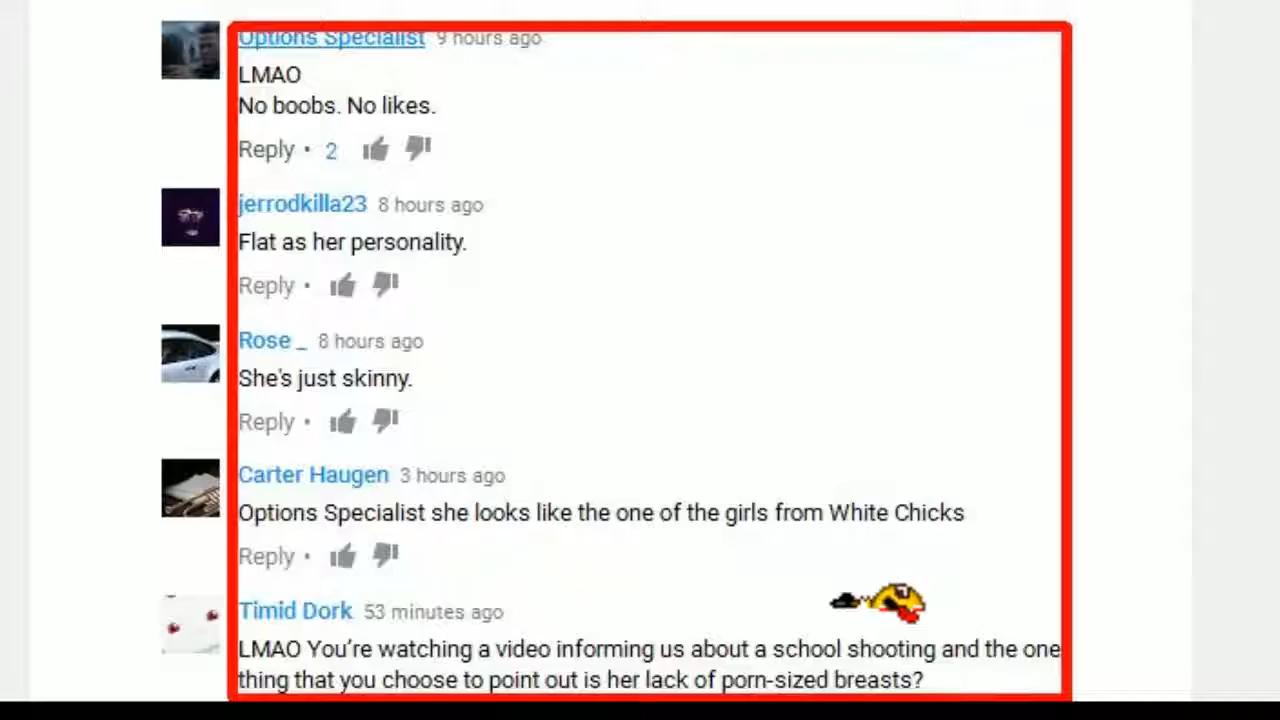 Options Specialist 9 hours ago
LMAO
No boobs. No likes.
Reply • 2
jerrodkilla23 8 hours ago
Flat as her personality.
Reply •
Rose _ 8 hours ago
She's just skinny.
Reply •
Carter Haugen 3 hours ago
Options Specialist she looks like the one of the girls from White Chicks
Reply •
Timid Dork 53 minutes ago
LMAO You're watching a video informing us about a school shooting and the one
thing that you choose to point out is her lack of porn-sized breasts?